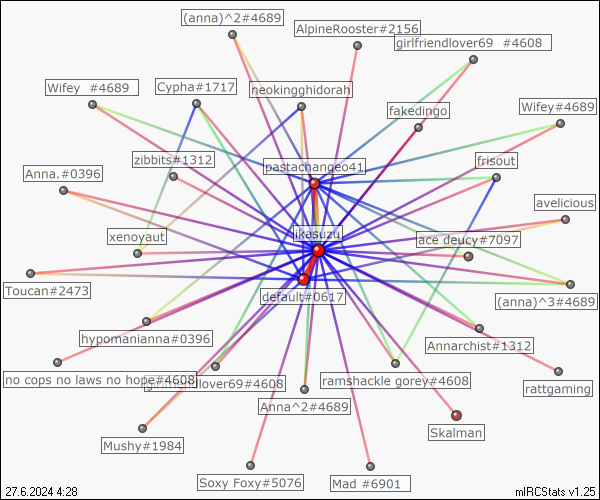 (anna)^2#4689
AlpineRooster#2156
girlfriendlover69 #4608
Wifey #4689
Cypha#1717
neokingghidorah
fakedingo
Wifey#4689
zibbits#1312
pastachangeo41
frisout
Anna.#0396
avelicious
xenoyaut
jikasuzu
ace deucy#7097
Toucan#2473
default#0617
(anna)^3#4689
hypomanianna#0396
Annarchist#1312
no cops no laws no hope#4608
girlfriendlover69#4608
ramshackle gorey#4608
rattgaming
Anna^2#4689
Mushy#1984
Skalman
Soxy Foxy#5076
Mad #6901
27.6.2024 4:28
mIRCStats v1.25